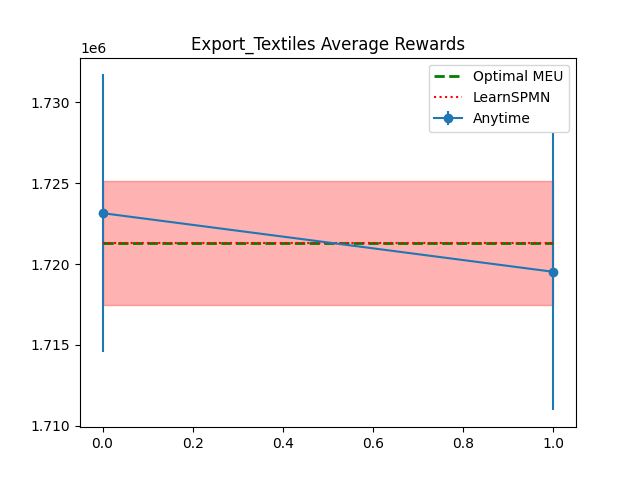 Export_Textiles Average Rewards
1e6
Optimal MEU
LearnSPMN
Anytime
1.730
1.725
1.720
1.715
1.710
0.0 0.2 0.4 0.6 0.8 1.0